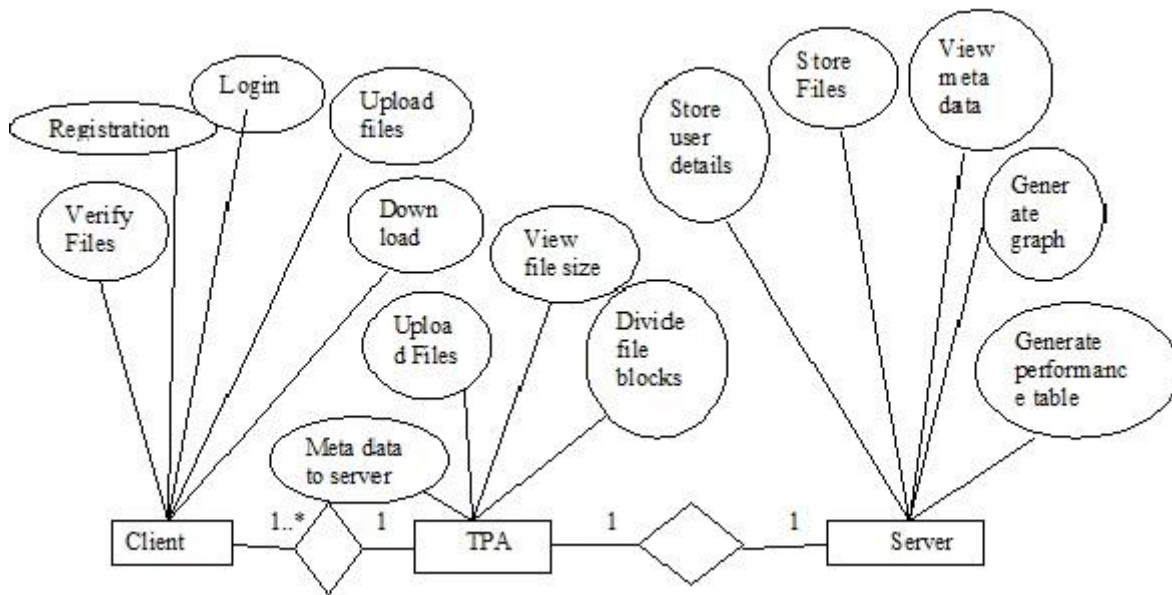 Login
Registration
Upload
files
Verify
Files
Down
load
View
file size
Uploa
d Files
Divide
file
blocks
Meta data
to server
Store
user
details
Store
Files
View
meta
data
Gener
ate
graph
Generate
performanc
e table
Client
1..*
1
TPA
1
1
Server